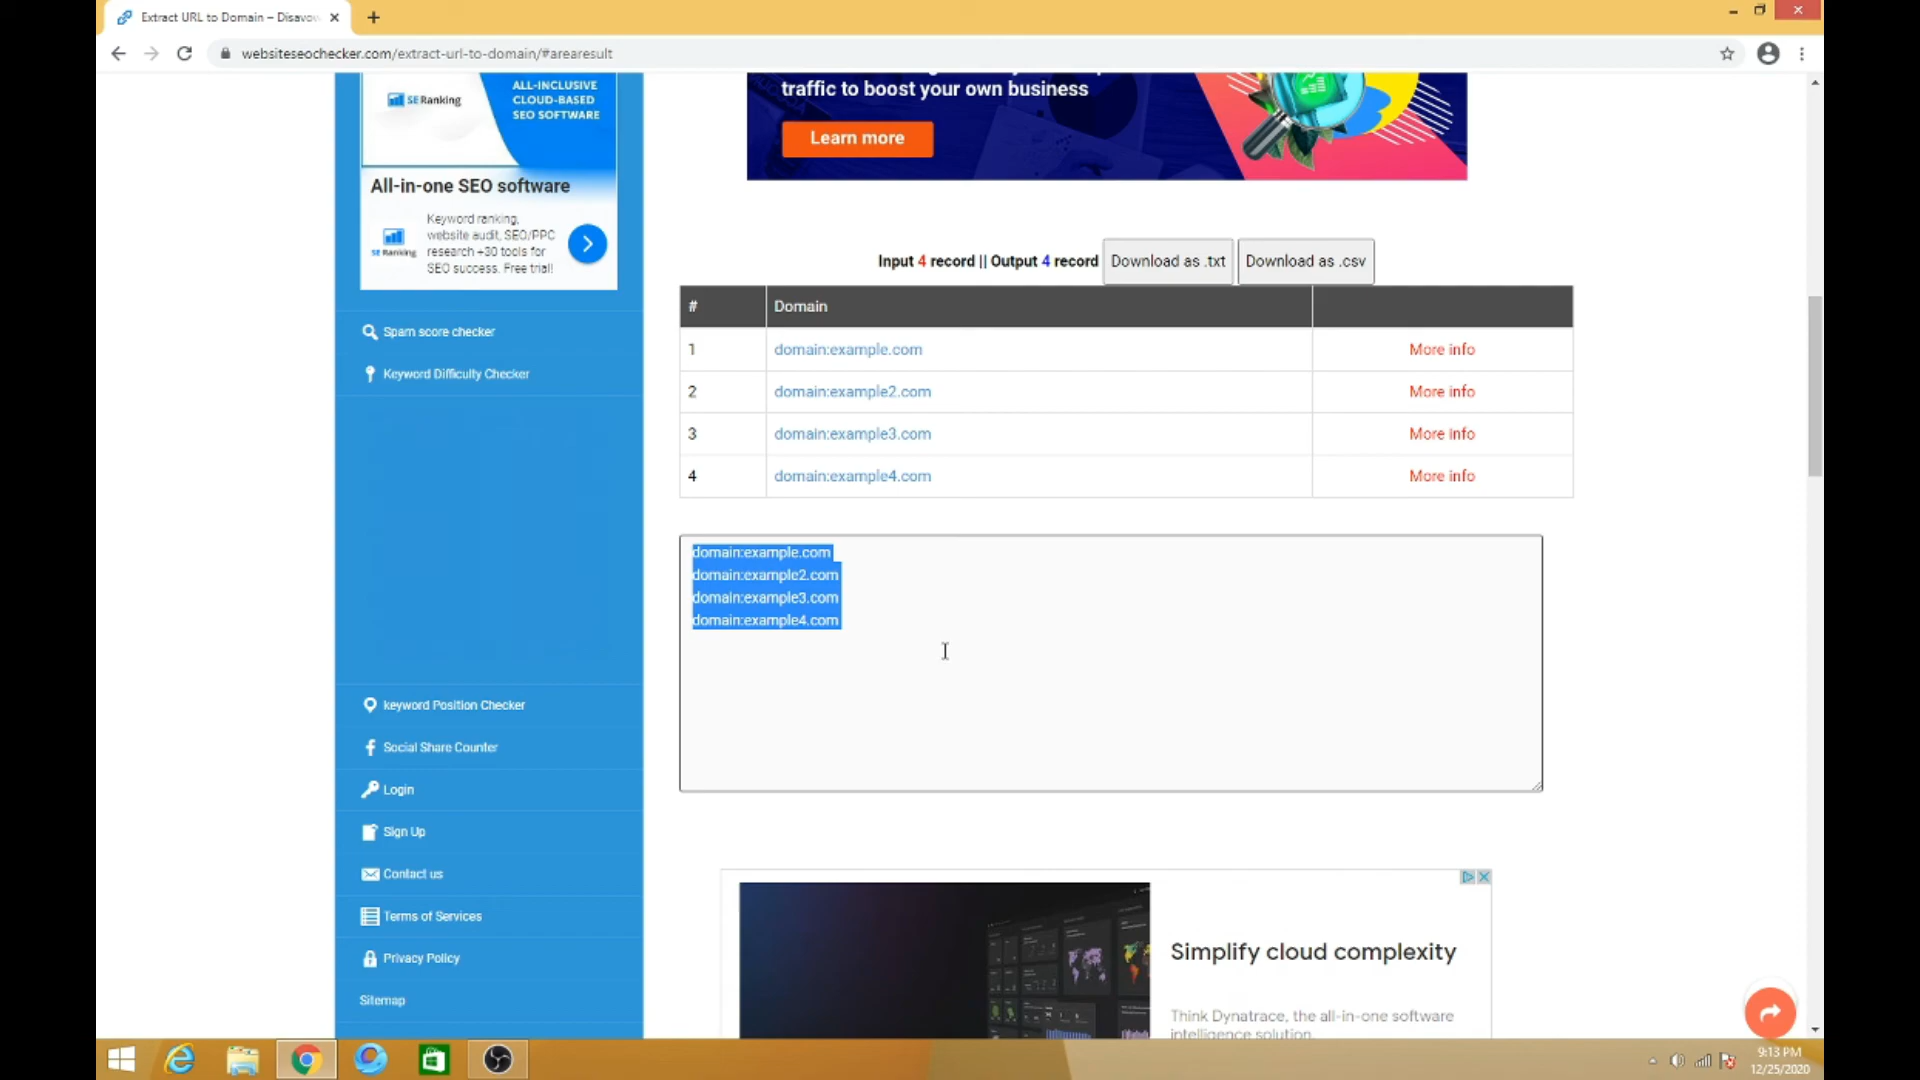 Extract URL to Domain – Disavow
websiteseochecker.com/extract-url-to-domain/#arearesult
SE Ranking
ALL-INCLUSIVE
CLOUD-BASED
SEO SOFTWARE
All-in-one SEO software
SE Ranking
Keyword ranking,
website audit, SEO/PPC
research +30 tools for
SEO success. Free trial!
Spam score checker
Keyword Difficulty Checker
keyword Position Checker
Social Share Counter
Login
Sign Up
Contact us
Terms of Services
Privacy Policy
Sitemap
traffic to boost your own business
Learn more
Input 4 record || Output 4 record
Download as .txt
Download as .csv
# Domain
1 domain:example.com More info
2 domain:example2.com More info
3 domain:example3.com More info
4 domain:example4.com More info
domain:example.com
domain:example2.com
domain:example3.com
domain:example4.com
Simplify cloud complexity
Think Dynatrace, the all-in-one software
intelligence solution
9:13 PM
12/25/2020